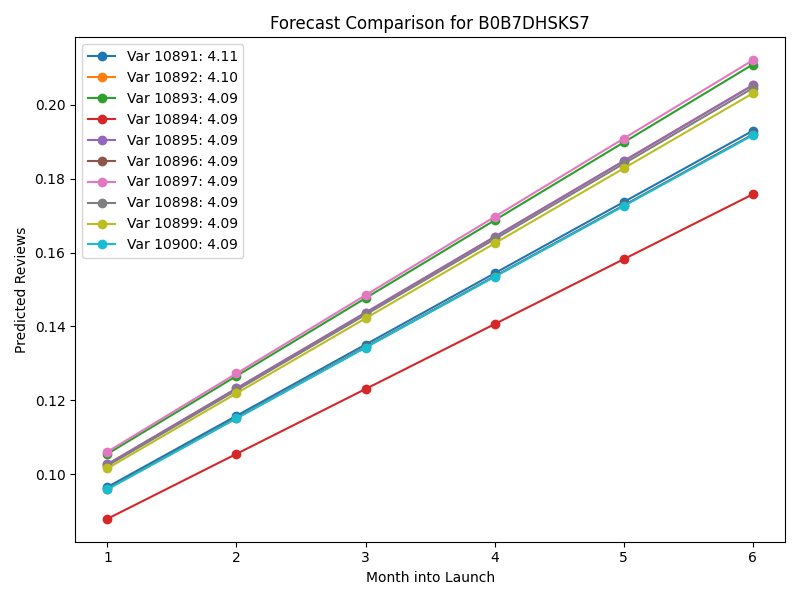 Forecast Comparison for B0B7DHSKS7
Var 10891: 4.11
Var 10892: 4.10
Var 10893: 4.09
Var 10894: 4.09
Var 10895: 4.09
Var 10896: 4.09
Var 10897: 4.09
Var 10898: 4.09
Var 10899: 4.09
Var 10900: 4.09
Predicted Reviews
0.20
0.18
0.16
0.14
0.12
0.10
1 2 3 4 5 6
Month into Launch